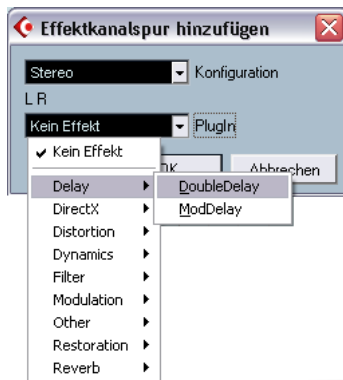 Effektkanalspur hinzufügen
Stereo Konfiguration
L R
Kein Effekt PlugIn
Kein Effekt
OK Abbrechen
Delay
DoubleDelay
DirectX
ModDelay
Distortion
Dynamics
Filter
Modulation
Other
Restoration
Reverb